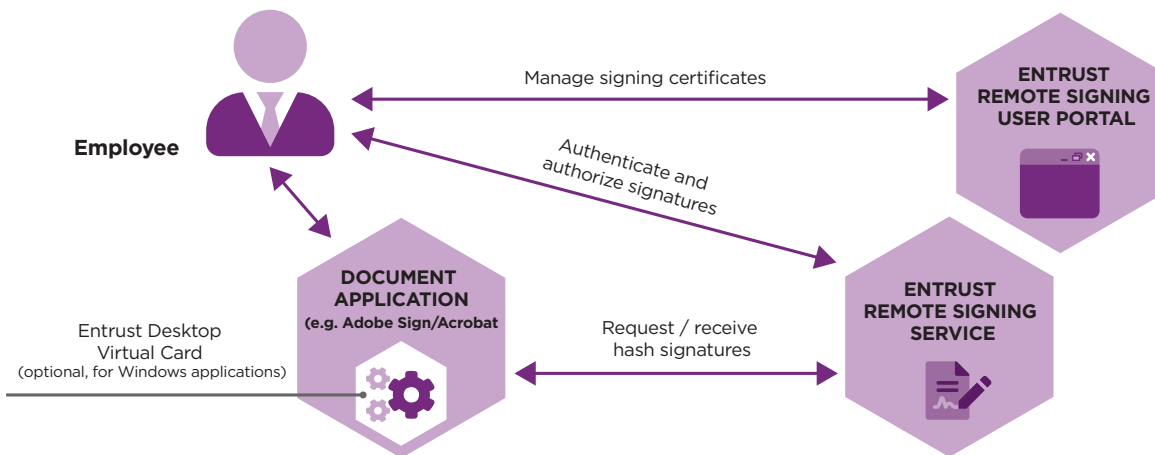 Manage signing certificates
ENTRUST
REMOTE SIGNING
USER PORTAL
Employee
Authenticate and
authorize signatures
DOCUMENT
APPLICATION
(e.g. Adobe Sign/Acrobat
ENTRUST
REMOTE SIGNING
SERVICE
Entrust Desktop
Virtual Card
(optional, for Windows applications)
Request / receive
hash signatures